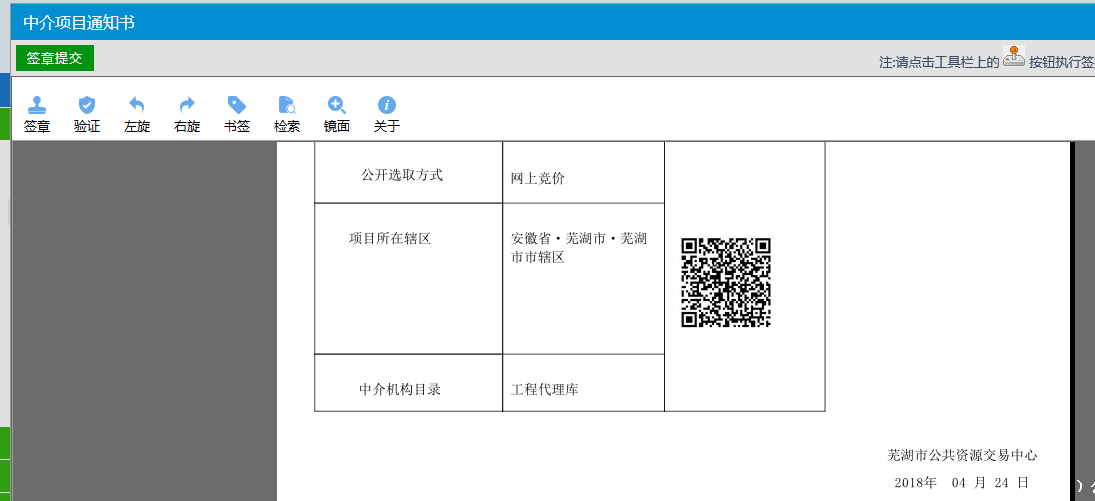 中介项目通知书
签章提交
注:请点击工具栏上的 按钮执行签
签章 验证 左旋 右旋 书签 检索 镜面 关于
公开选取方式 网上竞价
项目所在辖区 安徽省·芜湖市·芜湖
市市辖区
中介机构目录 工程代理库
芜湖市公共资源交易中心
2018年 04 月 24 日